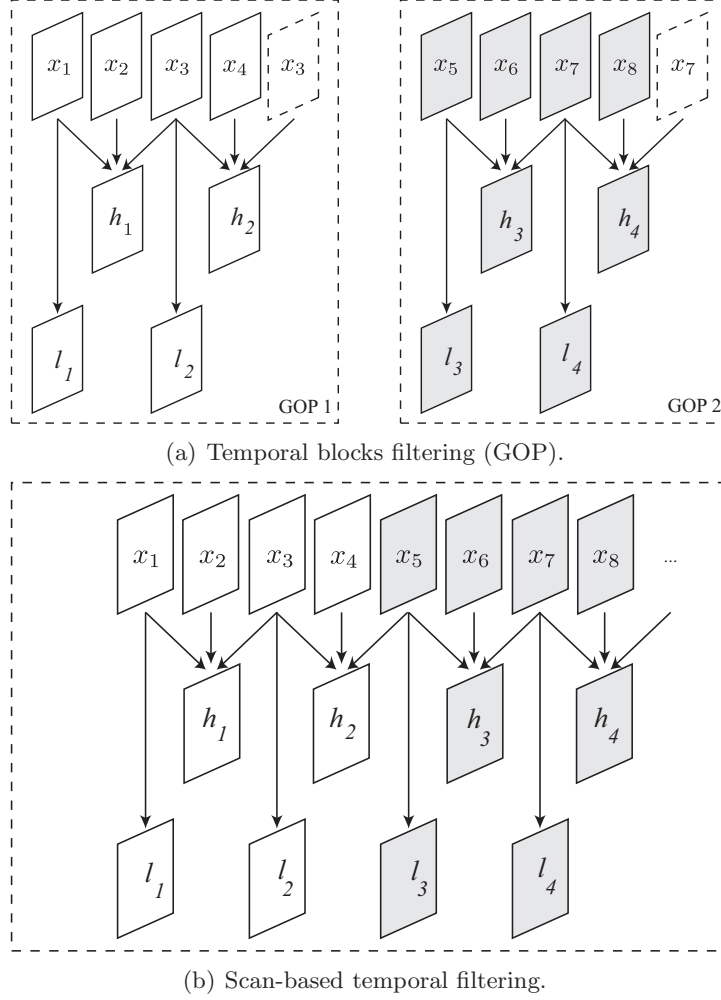 x1 x2 x3 x4 x3
h1 h2
l1 l2
GOP 1
x5 x6 x7 x8 x7
h3 h4
l3 l4
GOP 2
(a) Temporal blocks filtering (GOP).
x1 x2 x3 x4 x5 x6 x7 x8 ...
h1 h2 h3 h4
l1 l2 l3 l4
(b) Scan-based temporal filtering.